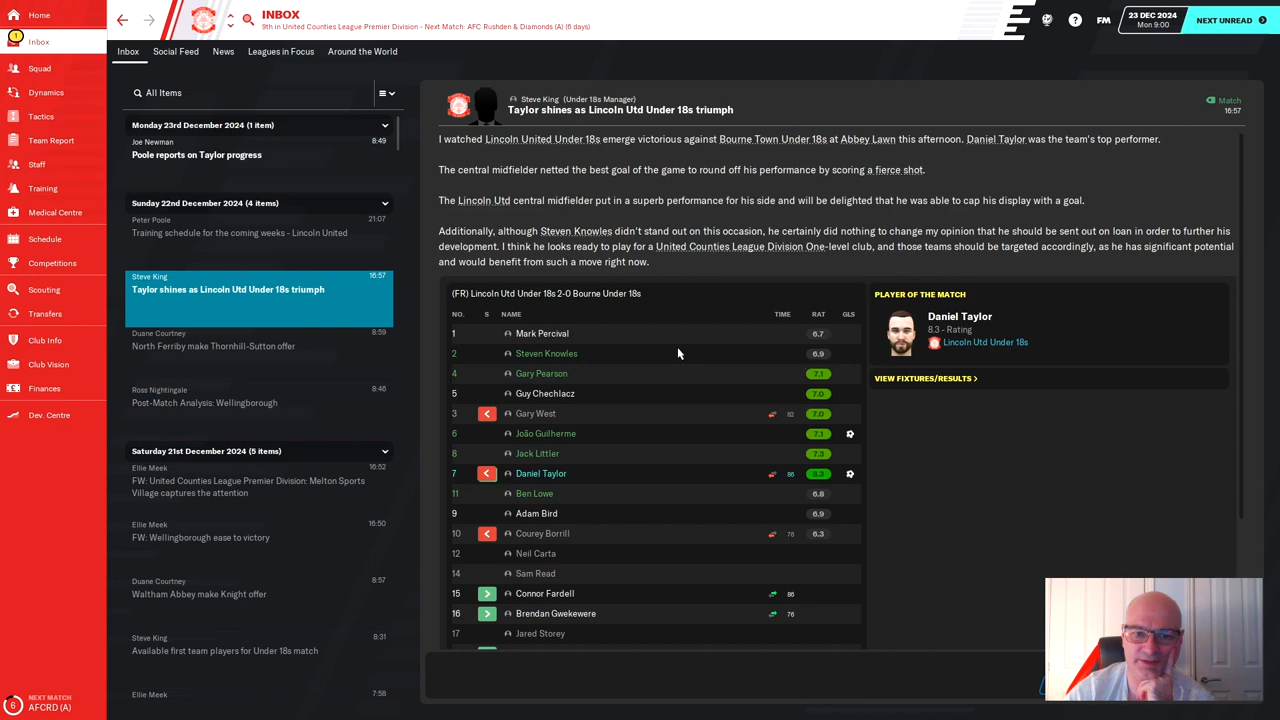 Home
INBOX
9th in United Counties League Premier Division - Next Match: AFC Rushden & Diamonds (A) (6 days)
FM
23 DEC 2024
Mon 9:00
NEXT UNREAD
1
Inbox
Squad
Dynamics
Tactics
Team Report
Staff
Training
Medical Centre
Schedule
Competitions
Scouting
Transfers
Club Info
Club Vision
Finances
Dev. Centre
6
NEXT MATCH
AFCRD (A)
Inbox
Social Feed
News
Leagues in Focus
Around the World
All Items
Monday 23rd December 2024 (1 item)
Joe Newman 8:49
Poole reports on Taylor progress
Sunday 22nd December 2024 (4 items)
Peter Poole 21:07
Training schedule for the coming weeks - Lincoln United
Steve King 16:57
Taylor shines as Lincoln Utd Under 18s triumph
Duane Courtney 8:59
North Ferriby make Thornhill-Sutton offer
Ross Nightingale 8:46
Post-Match Analysis: Wellingborough
Saturday 21st December 2024 (5 items)
Ellie Meek 16:52
FW: United Counties League Premier Division: Melton Sports
Village captures the attention
Ellie Meek 16:50
FW: Wellingborough ease to victory
Duane Courtney 8:57
Waltham Abbey make Knight offer
Steve King 8:31
Available first team players for Under 18s match
Ellie Meek 7:58
Steve King (Under 18s Manager)
Taylor shines as Lincoln Utd Under 18s triumph
Match
16:57
I watched Lincoln United Under 18s emerge victorious against Bourne Town Under 18s at Abbey Lawn this afternoon. Daniel Taylor was the team's top performer.
The central midfielder netted the best goal of the game to round off his performance by scoring a fierce shot.
The Lincoln Utd central midfielder put in a superb performance for his side and will be delighted that he was able to cap his display with a goal.
Additionally, although Steven Knowles didn't stand out on this occasion, he certainly did nothing to change my opinion that he should be sent out on loan in order to further his
development. I think he looks ready to play for a United Counties League Division One-level club, and those teams should be targeted accordingly, as he has significant potential
and would benefit from such a move right now.
(FR) Lincoln Utd Under 18s 2-0 Bourne Under 18s
NO. S NAME TIME RAT GLS
1 Mark Percival 6.7
2 Steven Knowles 6.9
4 Gary Pearson 7.1
5 Guy Chechlacz 7.0
3 Gary West 82 7.0
6 João Guilherme 7.1
8 Jack Littler 7.3
7 Daniel Taylor 86 8.3
11 Ben Lowe 6.8
9 Adam Bird 6.9
10 Courey Borrill 76 6.3
12 Neil Carta
14 Sam Read
15 Connor Fardell 86
16 Brendan Gwekewere 76
17 Jared Storey
PLAYER OF THE MATCH
Daniel Taylor
8.3 - Rating
Lincoln Utd Under 18s
VIEW FIXTURES/RESULTS >